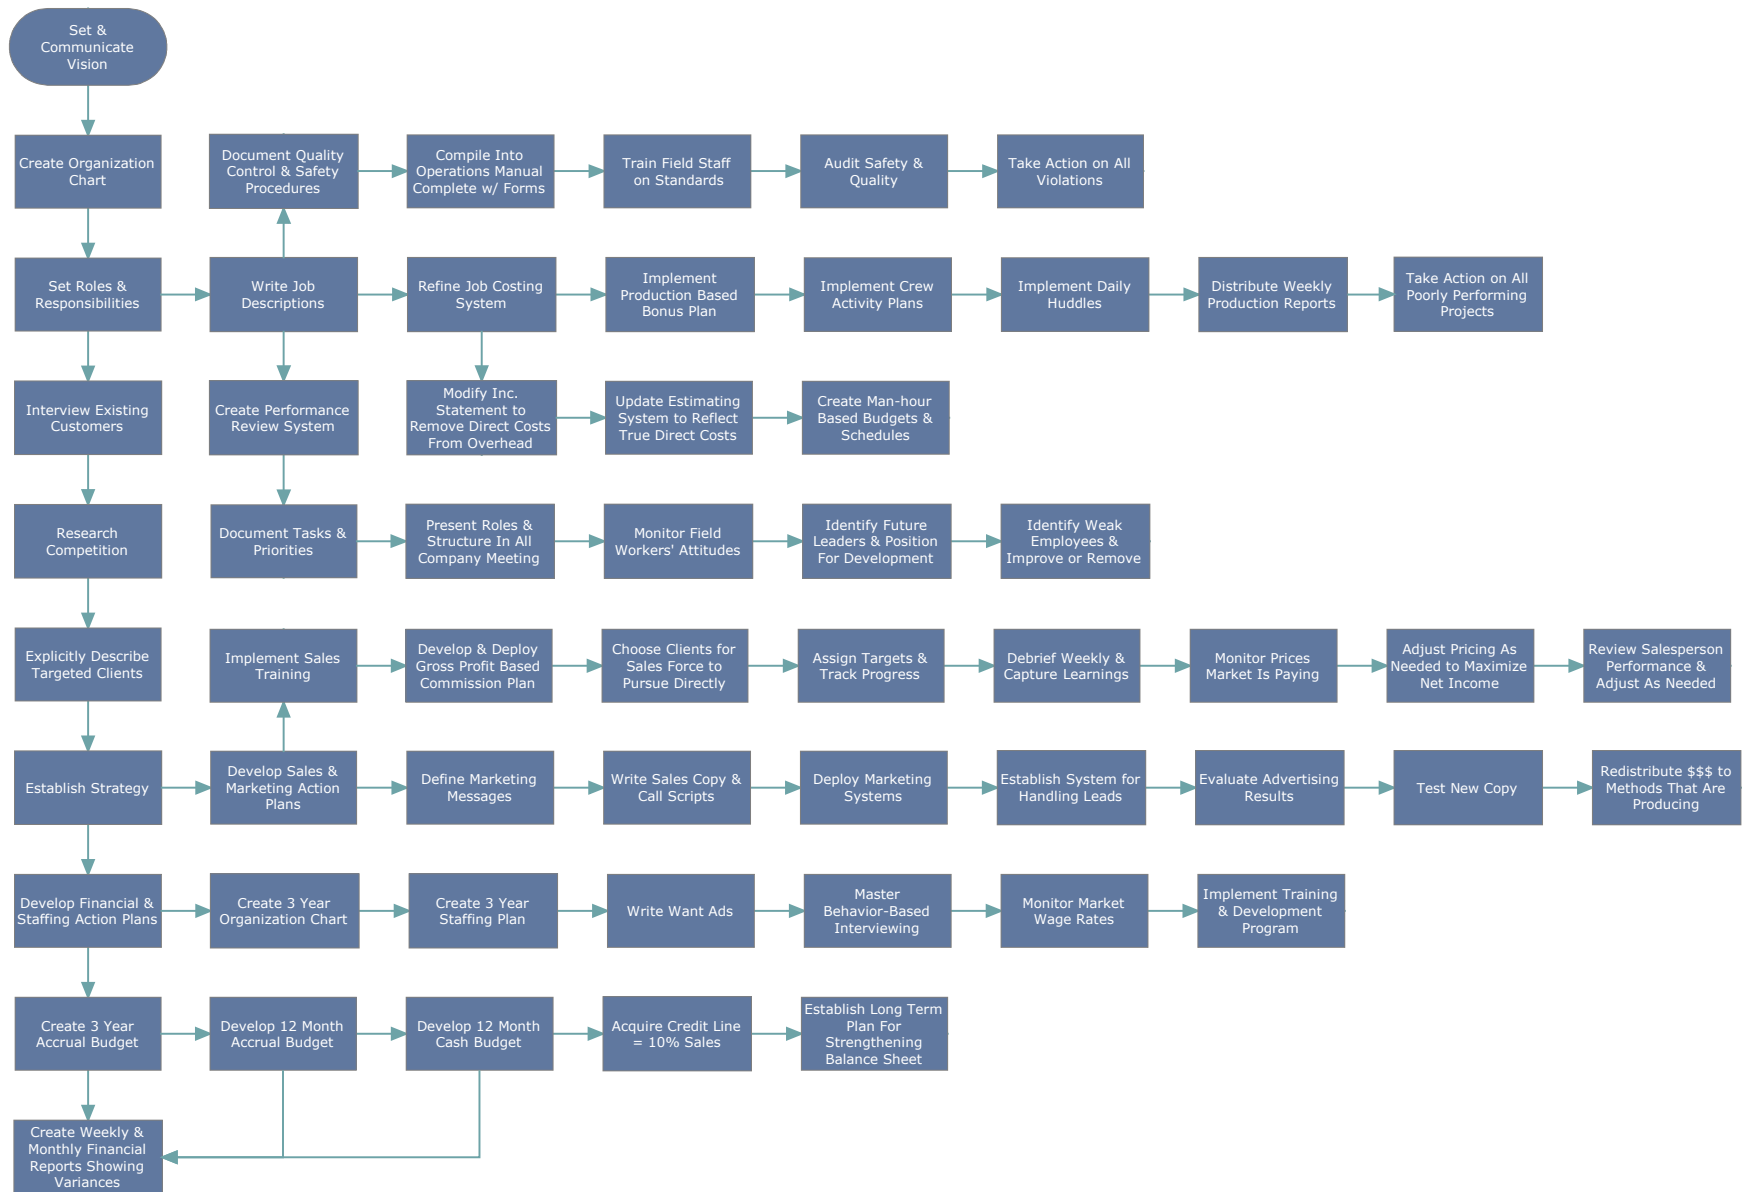 Set &
Communicate
Vision
Create Organization
Chart
Document Quality
Control & Safety
Procedures
Compile Into
Operations Manual
Complete w/ Forms
Train Field Staff
on Standards
Audit Safety &
Quality
Take Action on All
Violations
Set Roles &
Responsibilities
Write Job
Descriptions
Refine Job Costing
System
Implement
Production Based
Bonus Plan
Implement Crew
Activity Plans
Implement Daily
Huddles
Distribute Weekly
Production Reports
Take Action on All
Poorly Performing
Projects
Interview Existing
Customers
Create Performance
Review System
Modify Inc.
Statement to
Remove Direct Costs
From Overhead
Update Estimating
System to Reflect
True Direct Costs
Create Man-hour
Based Budgets &
Schedules
Research
Competition
Document Tasks &
Priorities
Present Roles &
Structure In All
Company Meeting
Monitor Field
Workers' Attitudes
Identify Future
Leaders & Position
For Development
Identify Weak
Employees &
Improve or Remove
Explicitly Describe
Targeted Clients
Implement Sales
Training
Develop & Deploy
Gross Profit Based
Commission Plan
Choose Clients for
Sales Force to
Pursue Directly
Assign Targets &
Track Progress
Debrief Weekly &
Capture Learnings
Monitor Prices
Market Is Paying
Adjust Pricing As
Needed to Maximize
Net Income
Review Salesperson
Performance &
Adjust As Needed
Establish Strategy
Develop Sales &
Marketing Action
Plans
Define Marketing
Messages
Write Sales Copy &
Call Scripts
Deploy Marketing
Systems
Establish System for
Handling Leads
Evaluate Advertising
Results
Test New Copy
Redistribute $$$ to
Methods That Are
Producing
Develop Financial &
Staffing Action Plans
Create 3 Year
Organization Chart
Create 3 Year
Staffing Plan
Write Want Ads
Master
Behavior-Based
Interviewing
Monitor Market
Wage Rates
Implement Training
& Development
Program
Create 3 Year
Accrual Budget
Develop 12 Month
Accrual Budget
Develop 12 Month
Cash Budget
Acquire Credit Line
= 10% Sales
Establish Long Term
Plan For
Strengthening
Balance Sheet
Create Weekly &
Monthly Financial
Reports Showing
Variances